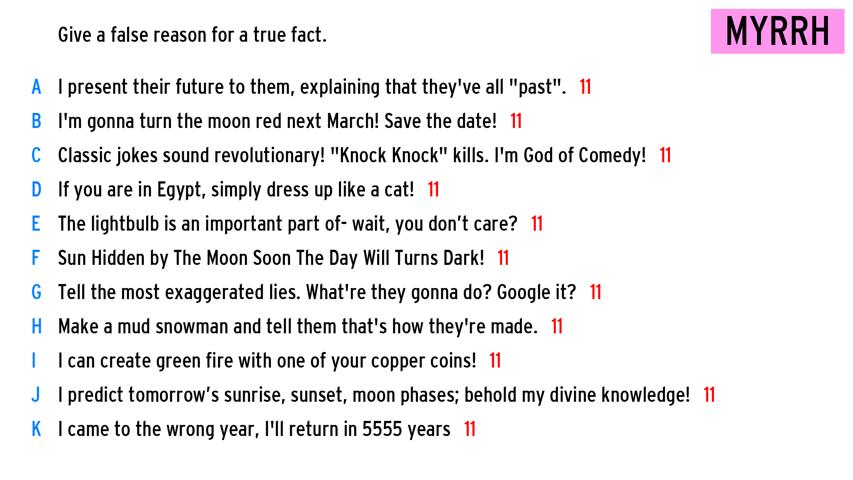 Give a false reason for a true fact.
MYRRH
A I present their future to them, explaining that they've all "past". 11
B I'm gonna turn the moon red next March! Save the date! 11
C Classic jokes sound revolutionary! "Knock Knock" kills. I'm God of Comedy! 11
D If you are in Egypt, simply dress up like a cat! 11
E The lightbulb is an important part of- wait, you don’t care? 11
F Sun Hidden by The Moon Soon The Day Will Turns Dark! 11
G Tell the most exaggerated lies. What're they gonna do? Google it? 11
H Make a mud snowman and tell them that's how they're made. 11
I I can create green fire with one of your copper coins! 11
J I predict tomorrow’s sunrise, sunset, moon phases; behold my divine knowledge! 11
K I came to the wrong year, I'll return in 5555 years 11